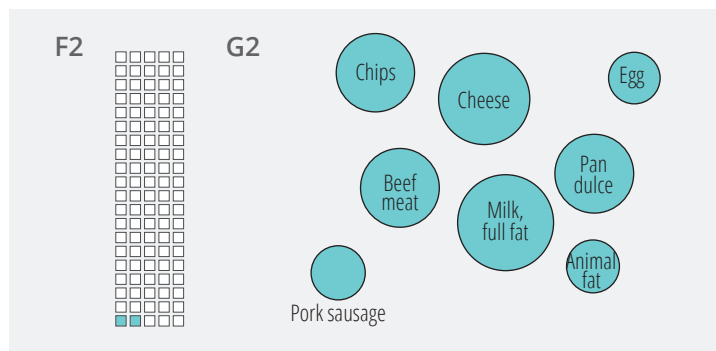 F2
G2
Chips
Cheese
Egg
Beef
meat
Pan
dulce
Milk,
full fat
Animal
fat
Pork sausage